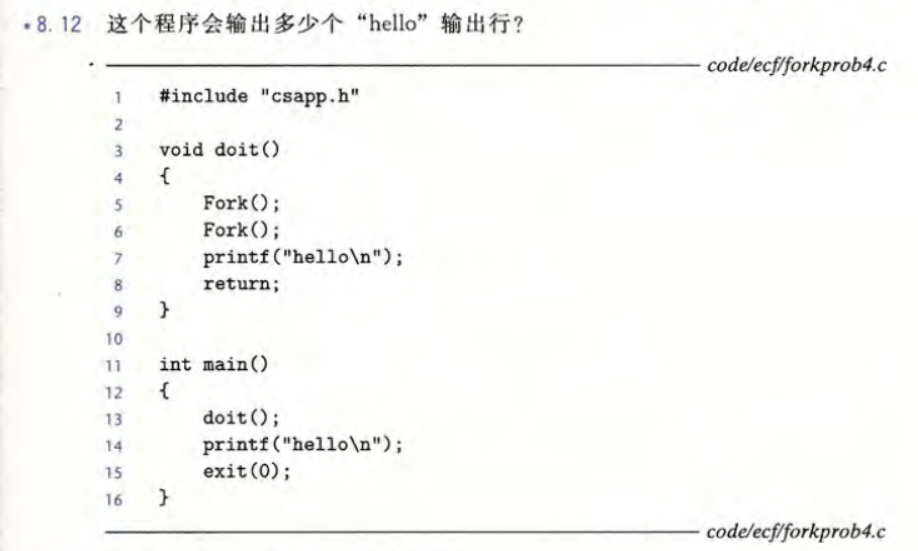 *8.12 这个程序会输出多少个“hello”输出行?
code/ecf/forkprob4.c
1 #include "csapp.h"
2
3 void doit()
4 {
5     Fork();
6     Fork();
7     printf("hello\n");
8     return;
9 }
10
11 int main()
12 {
13     doit();
14     printf("hello\n");
15     exit(0);
16 }
code/ecf/forkprob4.c